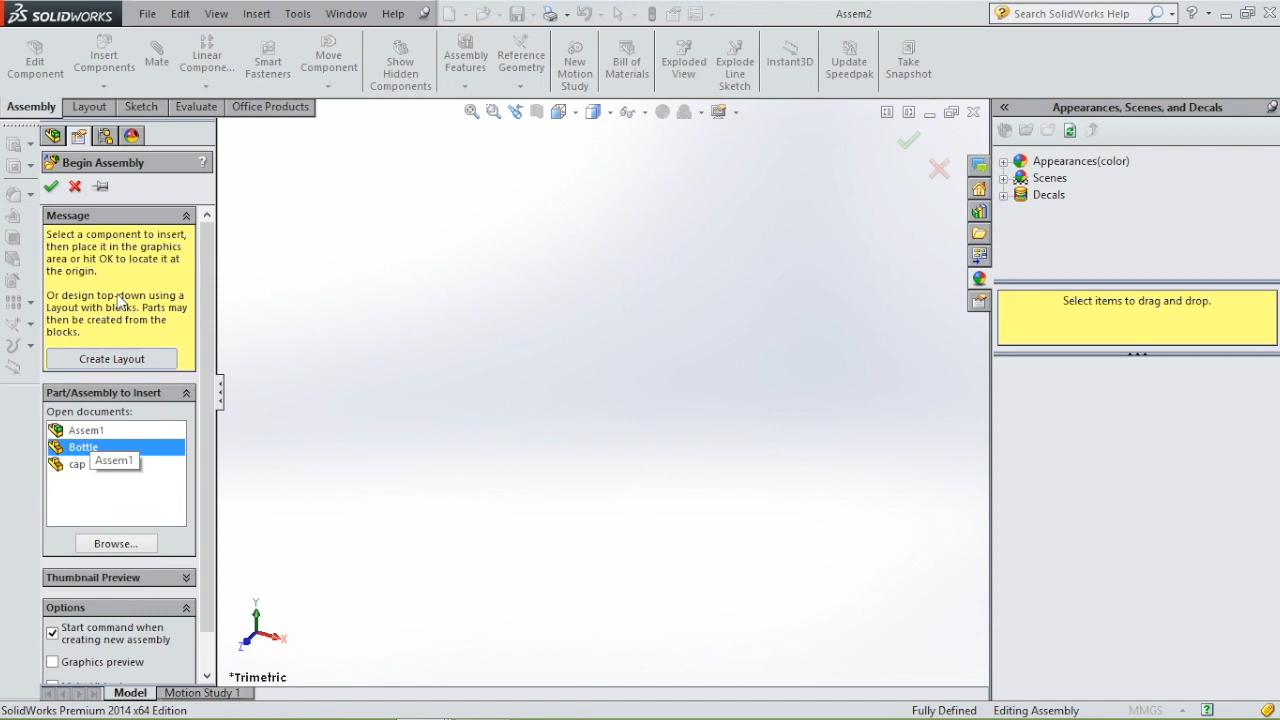 SOLIDWORKS File Edit View Insert Tools Window Help Assem2 Search SolidWorks Help
Edit Component
Insert Components
Mate
Linear Compone...
Smart Fasteners
Move Component
Show Hidden Components
Assembly Features
Reference Geometry
New Motion Study
Bill of Materials
Exploded View
Explode Line Sketch
Instant3D
Update Speedpak
Take Snapshot
Assembly Layout Sketch Evaluate Office Products
Appearances, Scenes, and Decals
Begin Assembly ?
Message
Select a component to insert,
then place it in the graphics
area or hit OK to locate it at
the origin.
Or design top-down using a
Layout with blocks. Parts may
then be created from the
blocks.
Create Layout
Part/Assembly to Insert
Open documents:
Assem1
Bottle
Assem1
cap
Browse...
Thumbnail Preview
Options
Start command when
creating new assembly
Graphics preview
Y
X
Z
*Trimetric
Appearances(color)
Scenes
Decals
Select items to drag and drop.
Model Motion Study 1
SolidWorks Premium 2014 x64 Edition Fully Defined Editing Assembly MMGS